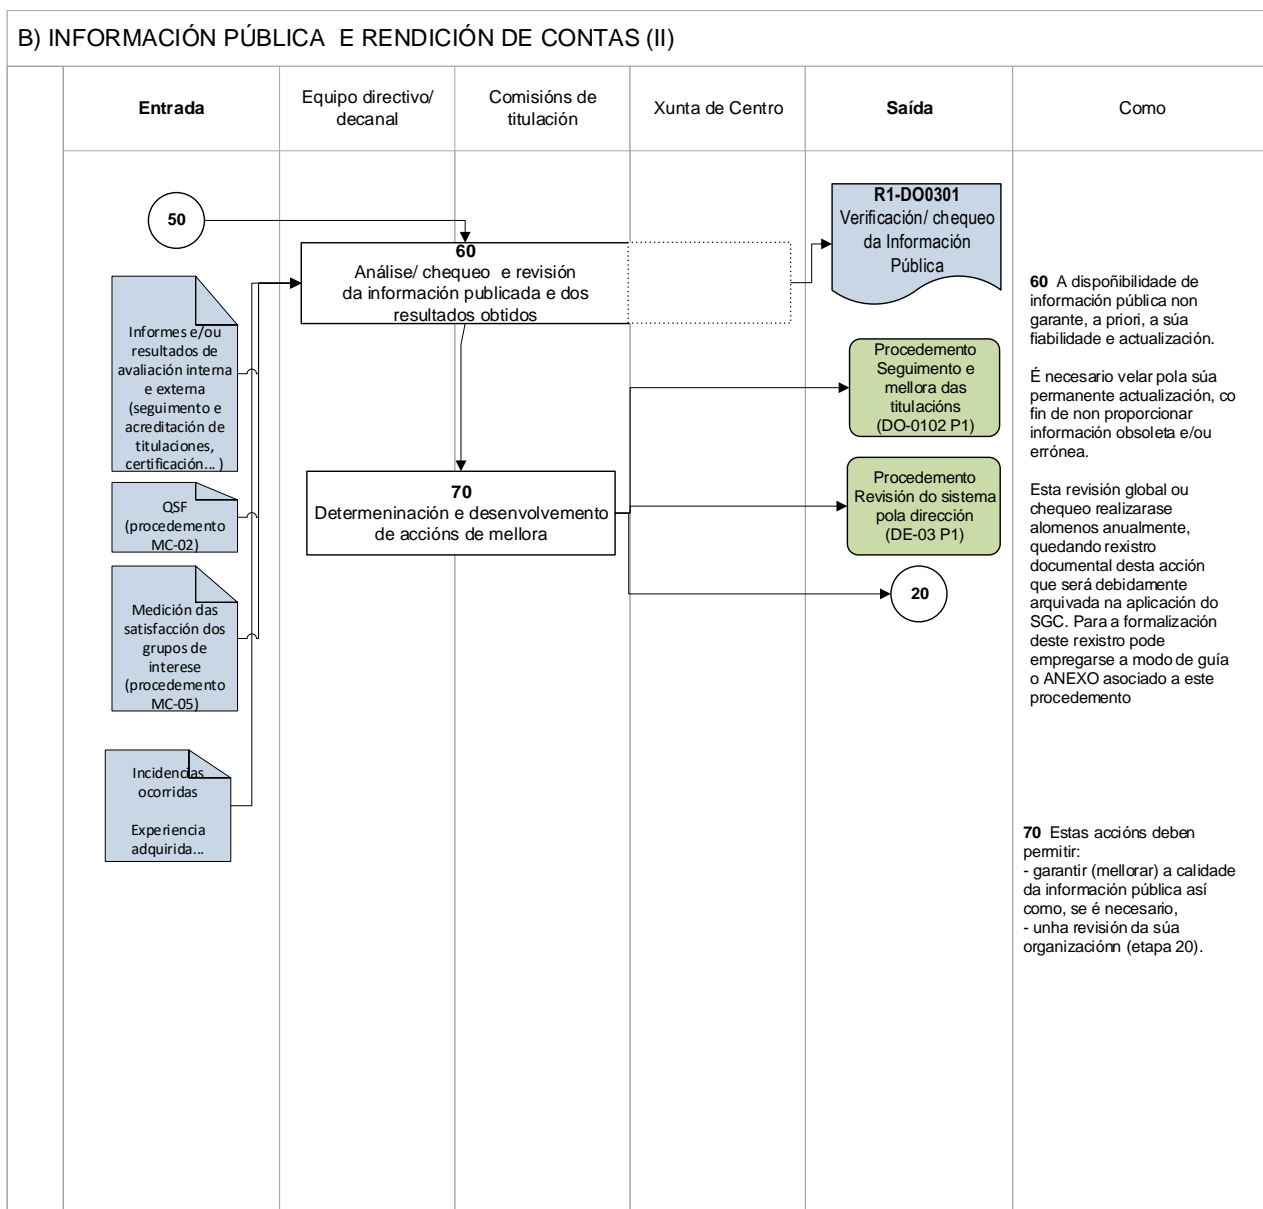 B) INFORMACIÓN PÚBLICA E RENDICIÓN DE CONTAS (II)
Entrada
Equipo directivo/
decanal
Comisións de
titulación
Xunta de Centro
Saída
Como
50
60
Análise/ chequeo e revisión
da información publicada e dos
resultados obtidos
R1-DO0301
Verificación/ chequeo
da Información
Pública
Informes e/ou
resultados de
avaliación interna
e externa
(seguimento e
acreditación de
titulaciones,
certificación... )
QSF
(procedemento
MC-02)
Medición das
satisfacción dos
grupos de
interese
(procedemento
MC-05)
Incidencias
ocorridas
Experiencia
adquirida...
70
Determeninación e desenvolvemento
de accións de mellora
Procedemento
Seguimento e
mellora das
titulacións
(DO-0102 P1)
Procedemento
Revisión do sistema
pola dirección
(DE-03 P1)
20
60 A dispoñibilidade de
información pública non
garante, a priori, a súa
fiabilidade e actualización.
É necesario velar pola súa
permanente actualización, co
fin de non proporcionar
información obsoleta e/ou
errónea.
Esta revisión global ou
chequeo realizarase
alomenos anualmente,
quedando rexistro
documental desta acción
que será debidamente
arquivada na aplicación do
SGC. Para a formalización
deste rexistro pode
empregarse a modo de guía
o ANEXO asociado a este
procedemento
70 Estas accións deben
permitir:
- garantir (mellorar) a calidade
da información pública así
como, se é necesario,
- unha revisión da súa
organizaciónn (etapa 20).